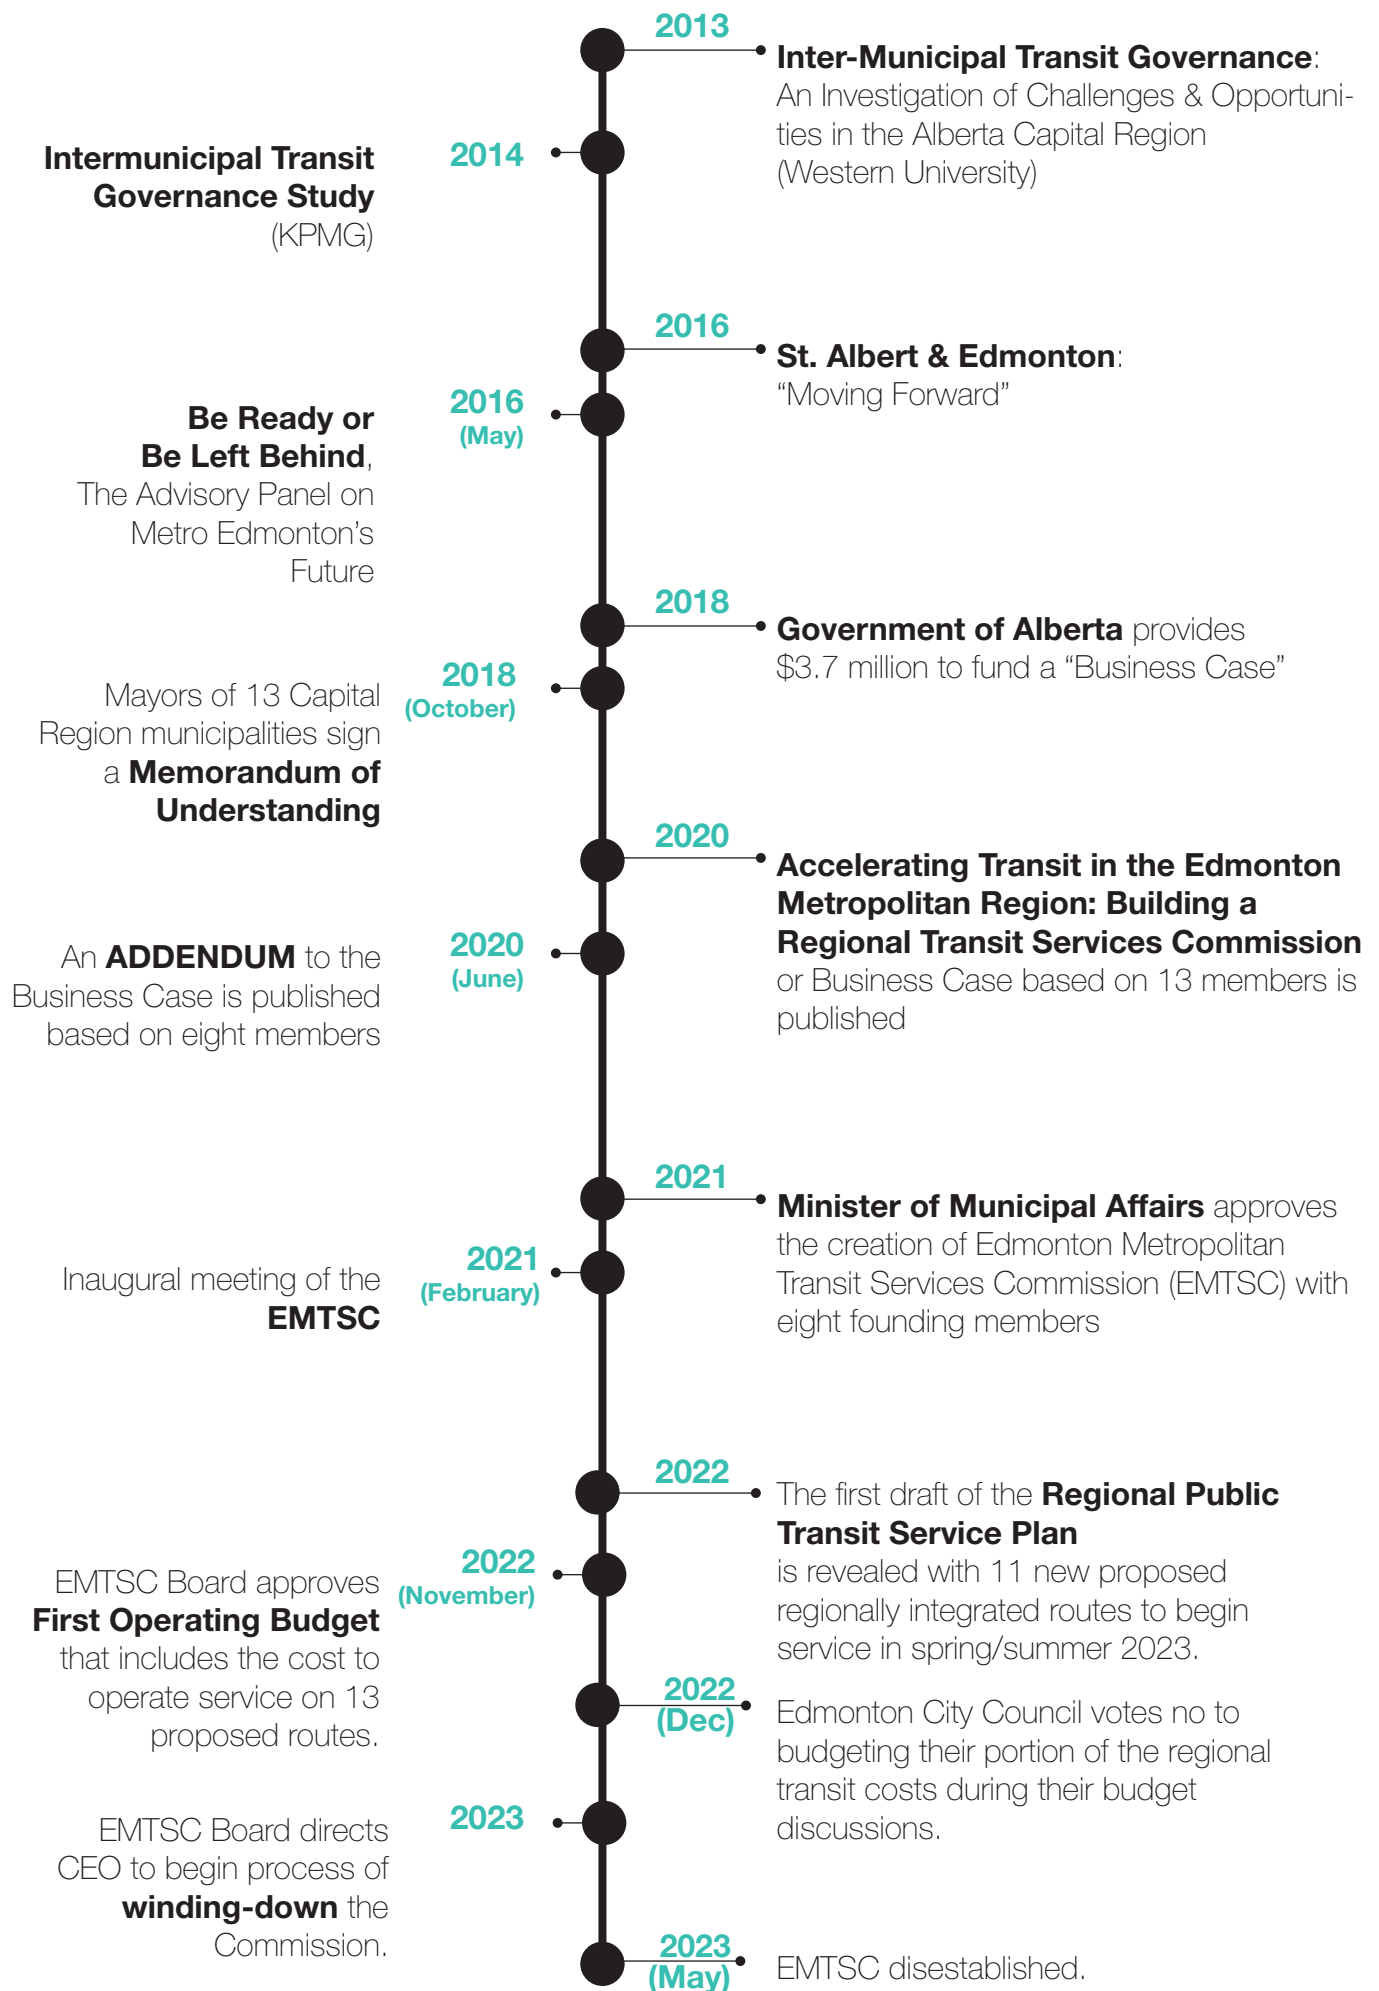 2013
Inter-Municipal Transit Governance:
An Investigation of Challenges & Opportuni-
ties in the Alberta Capital Region
(Western University)
2014
Intermunicipal Transit
Governance Study
(KPMG)
2016
St. Albert & Edmonton:
“Moving Forward”
2016
(May)
Be Ready or
Be Left Behind,
The Advisory Panel on
Metro Edmonton’s
Future
2018
Government of Alberta provides
$3.7 million to fund a “Business Case”
2018
(October)
Mayors of 13 Capital
Region municipalities sign
a Memorandum of
Understanding
2020
Accelerating Transit in the Edmonton
Metropolitan Region: Building a
Regional Transit Services Commission
or Business Case based on 13 members is
published
2020
(June)
An ADDENDUM to the
Business Case is published
based on eight members
2021
Minister of Municipal Affairs approves
the creation of Edmonton Metropolitan
Transit Services Commission (EMTSC) with
eight founding members
2021
(February)
Inaugural meeting of the
EMTSC
2022
The first draft of the Regional Public
Transit Service Plan
is revealed with 11 new proposed
regionally integrated routes to begin
service in spring/summer 2023.
2022
(November)
EMTSC Board approves
First Operating Budget
that includes the cost to
operate service on 13
proposed routes.
2022
(Dec)
Edmonton City Council votes no to
budgeting their portion of the regional
transit costs during their budget
discussions.
2023
EMTSC Board directs
CEO to begin process of
winding-down the
Commission.
2023
(May)
EMTSC disestablished.